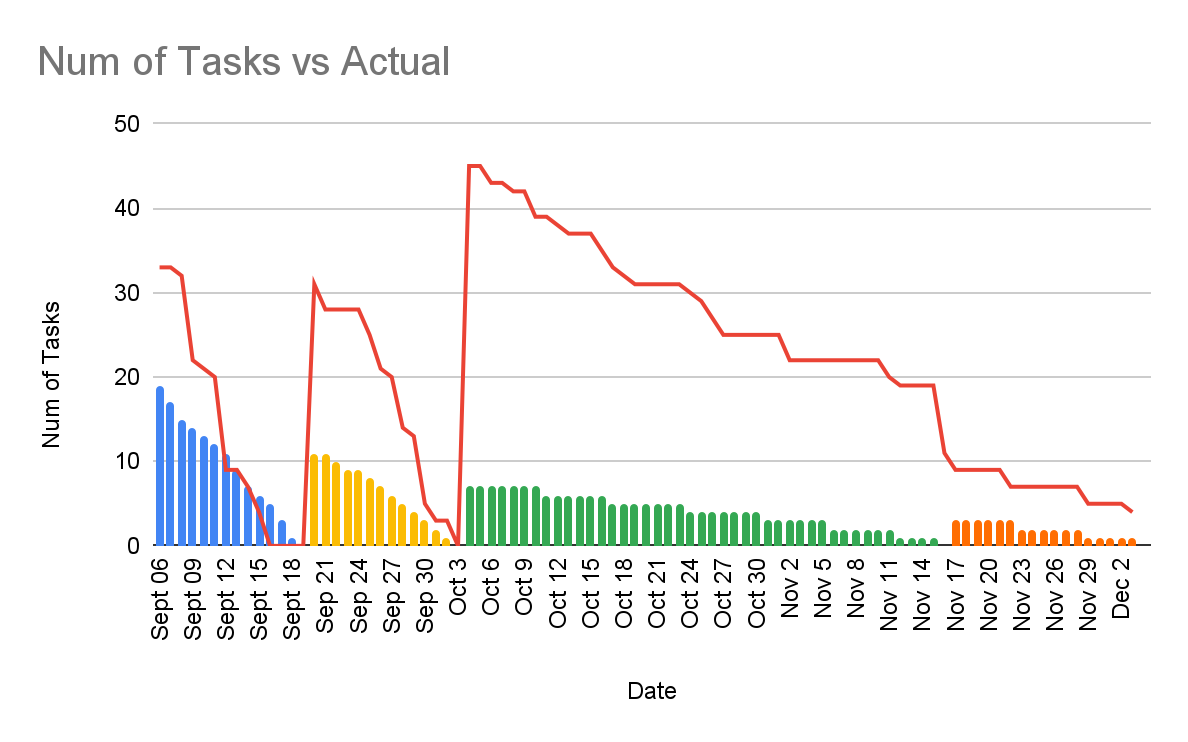 Num of Tasks vs Actual
50
40
30
20
10
0
Num of Tasks
Sept 06
Sept 09
Sept 12
Sept 15
Sept 18
Sep 21
Sep 24
Sep 27
Sep 30
Oct 3
Oct 6
Oct 9
Oct 12
Oct 15
Oct 18
Oct 21
Oct 24
Oct 27
Oct 30
Nov 2
Nov 5
Nov 8
Nov 11
Nov 14
Nov 17
Nov 20
Nov 23
Nov 26
Nov 29
Dec 2
Date